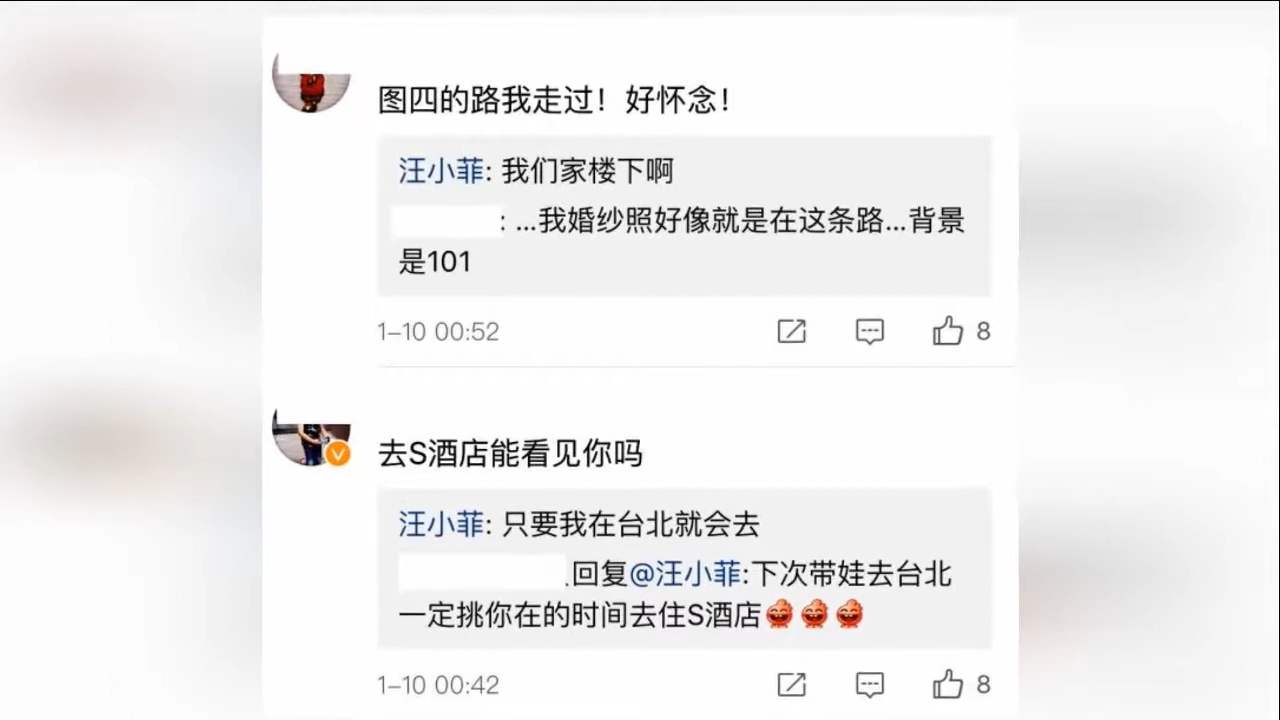 图四的路我走过！好怀念！
汪小菲: 我们家楼下啊
: ...我婚纱照好像就是在这条路...背景
是101
1-10 00:52
8
去S酒店能看见你吗
汪小菲: 只要我在台北就会去
回复@汪小菲:下次带娃去台北
一定挑你在的时间去住S酒店
1-10 00:42
8